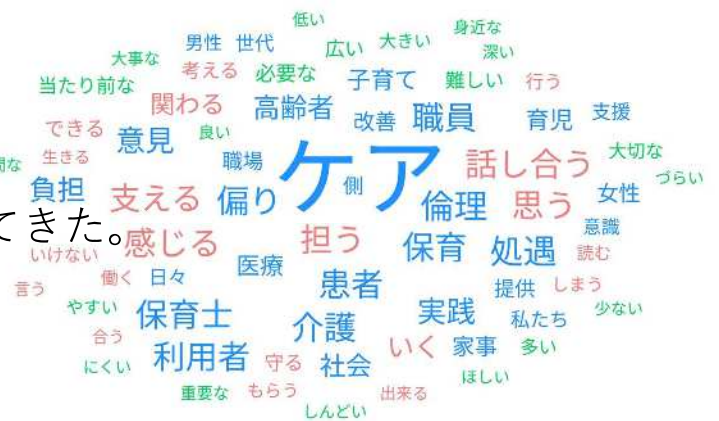 低い
身近な
男性 世代 広い 大きい
深い
大事な
考える 必要な 子育て 難しい 行う
当たり前な
関わる 高齢者 改善 職員 育児 支援
できる 意見 良い
大切な
な 生きる 職場 ケア 側 話し合う
づらい
負担 支える 偏り 倫理 思う 女性
てきた。
意識
感じる 担う 保育 処遇 読む
いけない
言う 働く 日々 医療 患者 提供 しまう
やすい 保育士 介護 実践 私たち 少ない
合う
にくい 利用者 守る 社会 いく 家事 多い
ほしい
重要な もらう 出来る
しんどい